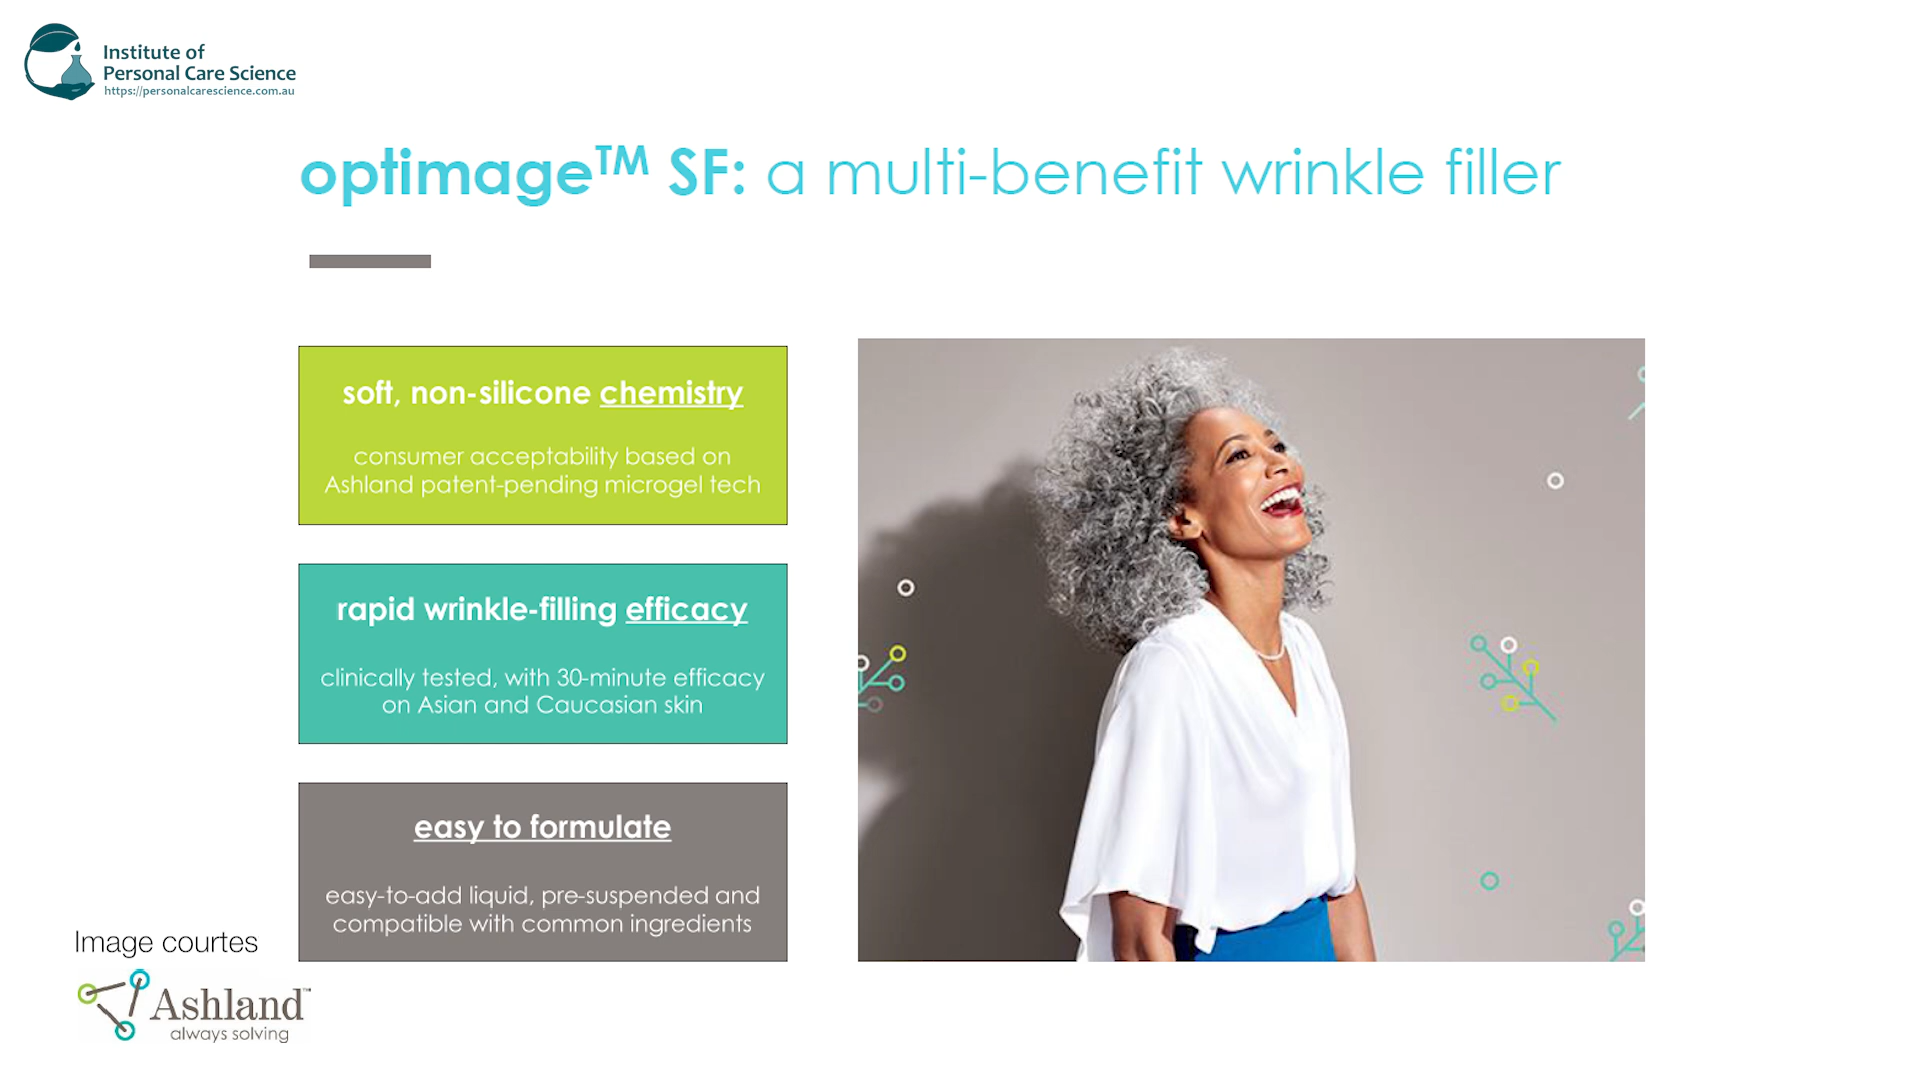 Institute of
Personal Care Science
https://personalcarescience.com.au
optimage™ SF: a multi-benefit wrinkle filler
soft, non-silicone chemistry
consumer acceptability based on
Ashland patent-pending microgel tech
rapid wrinkle-filling efficacy
clinically tested, with 30-minute efficacy
on Asian and Caucasian skin
easy to formulate
easy-to-add liquid, pre-suspended and
compatible with common ingredients
Image courtes
Ashland™
always solving